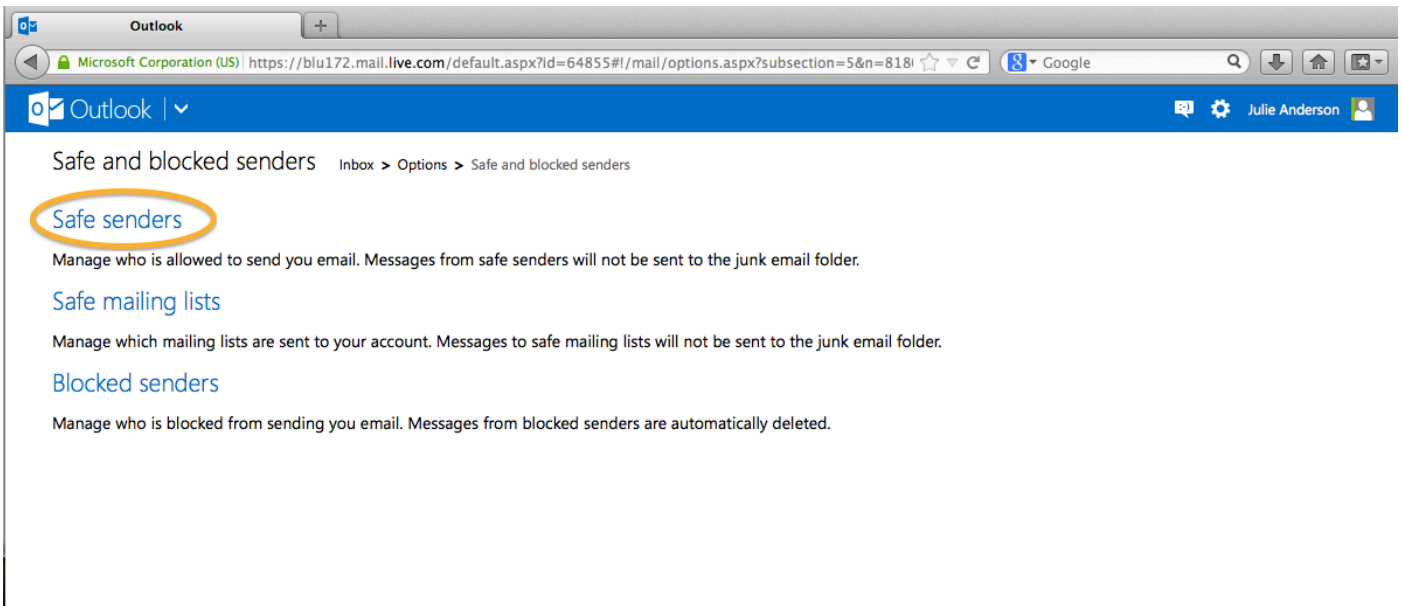 Outlook
Microsoft Corporation (US) https://blu172.mail.live.com/default.aspx?id=64855#!/mail/options.aspx?subsection=5&n=818 Google
Outlook Julie Anderson
Safe and blocked senders Inbox > Options > Safe and blocked senders
Safe senders
Manage who is allowed to send you email. Messages from safe senders will not be sent to the junk email folder.
Safe mailing lists
Manage which mailing lists are sent to your account. Messages to safe mailing lists will not be sent to the junk email folder.
Blocked senders
Manage who is blocked from sending you email. Messages from blocked senders are automatically deleted.